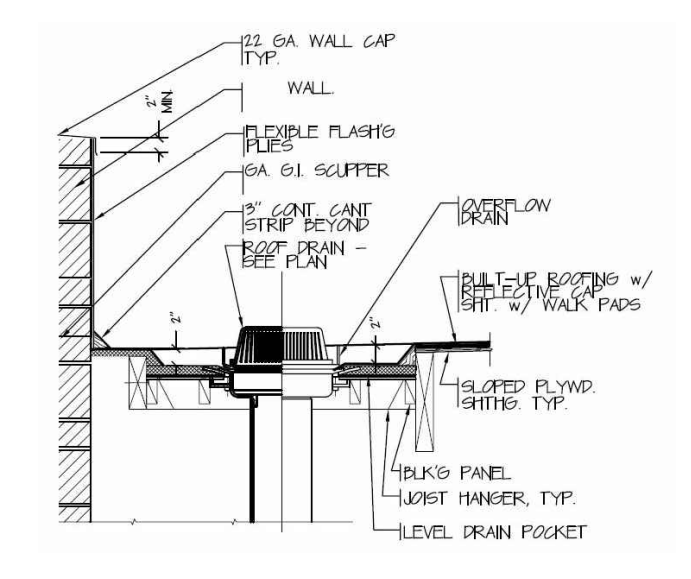 22 GA. WALL CAP
TYP.
WALL.
2" MIN.
FLEXIBLE FLASH'G
PLIES
GA. G.I. SCUPPER
3" CONT. CANT
STRIP BEYOND
ROOF DRAIN –
SEE PLAN
OVERFLOW
DRAIN
BUILT-UP ROOFING w/
REFLECTIVE CAP
SHT. w/ WALK PADS
2"
2"
SLOPED PLYWD.
SHTHG. TYP.
BLK'G PANEL
JOIST HANGER, TYP.
LEVEL DRAIN POCKET